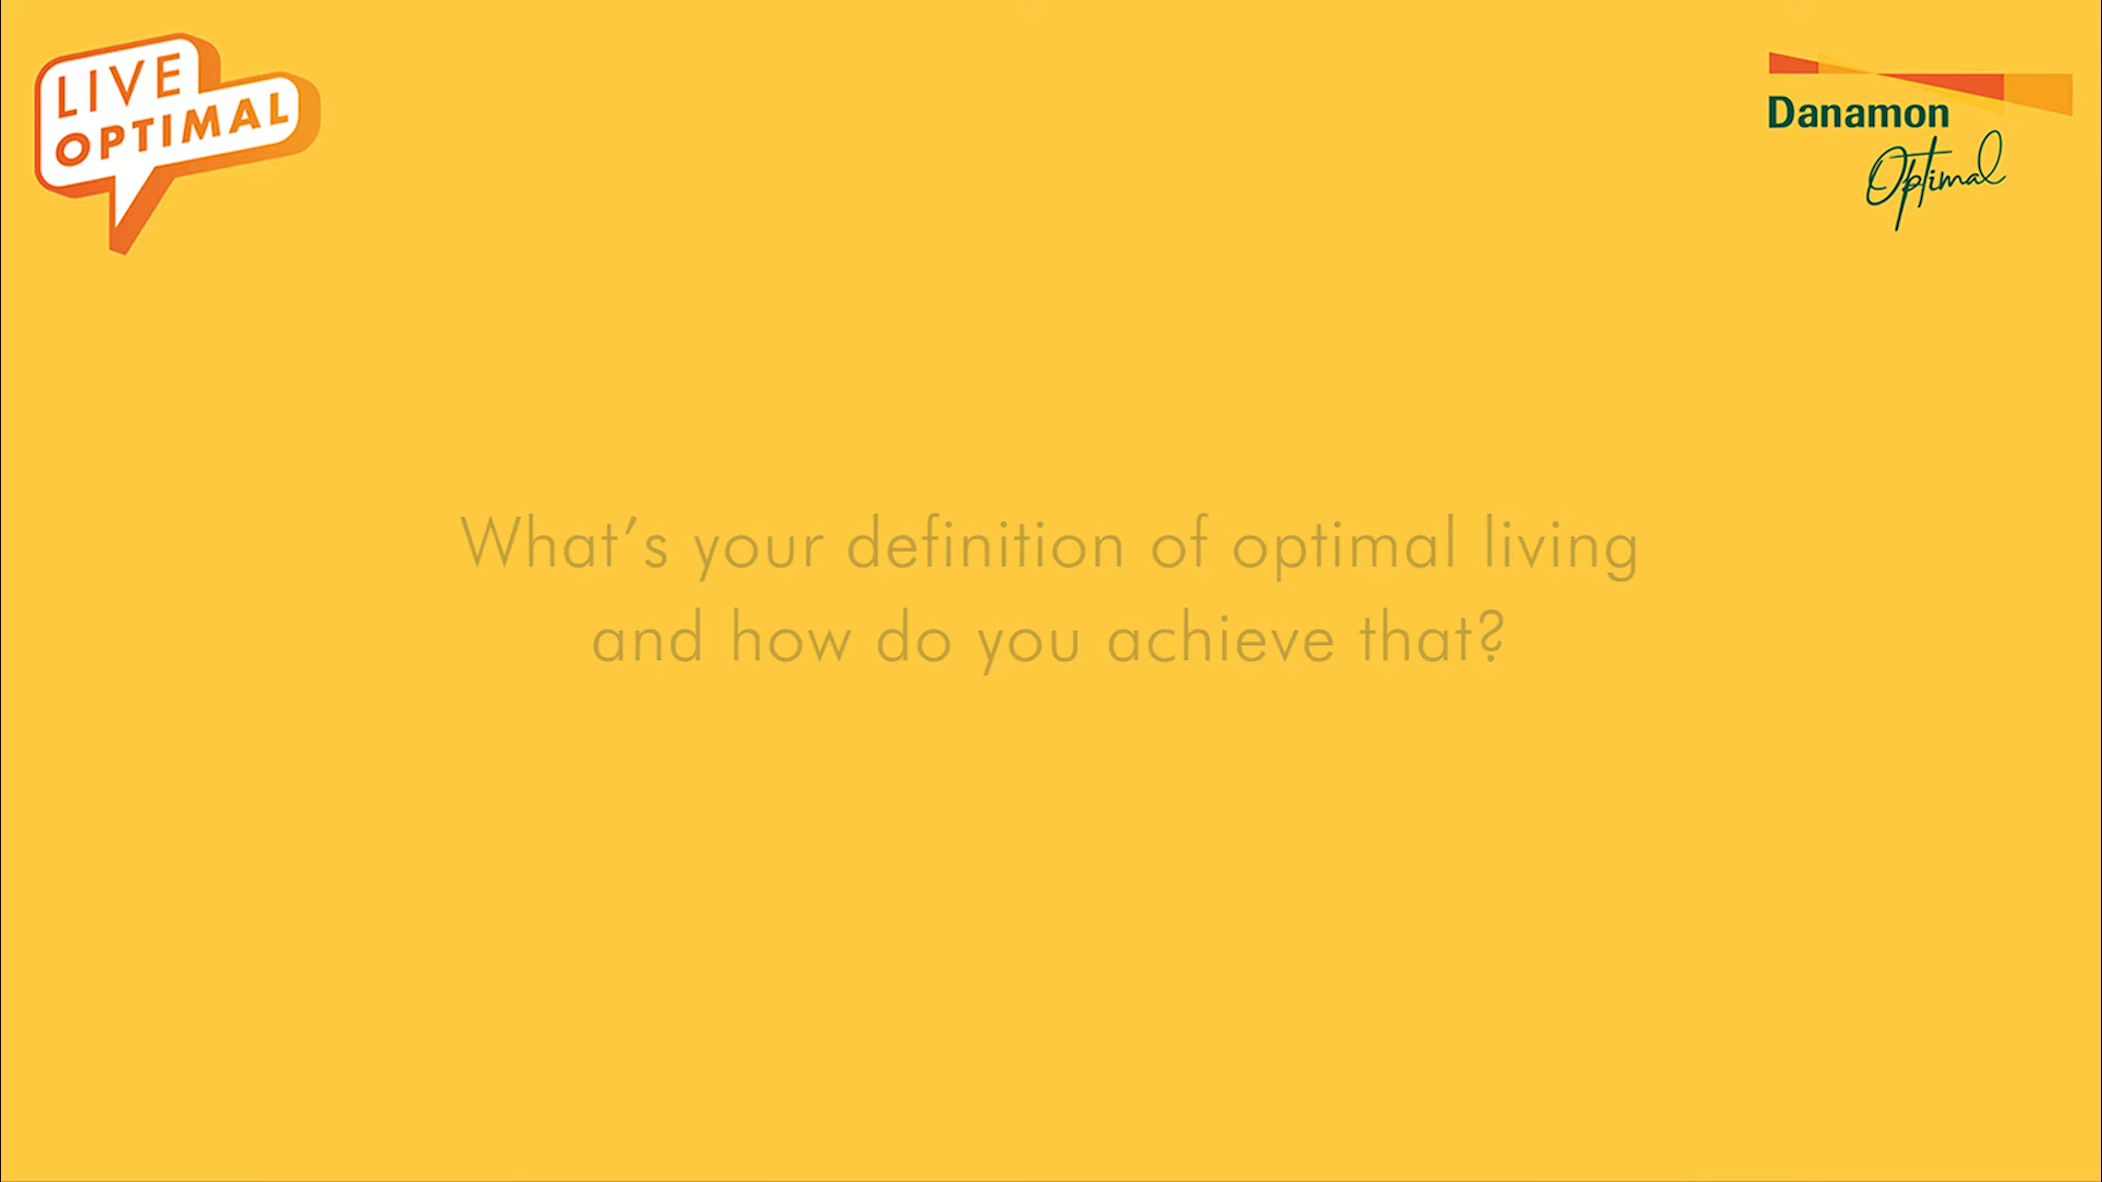 LIVE
OPTIMAL
Danamon
Optimal
What's your definition of optimal living
and how do you achieve that?